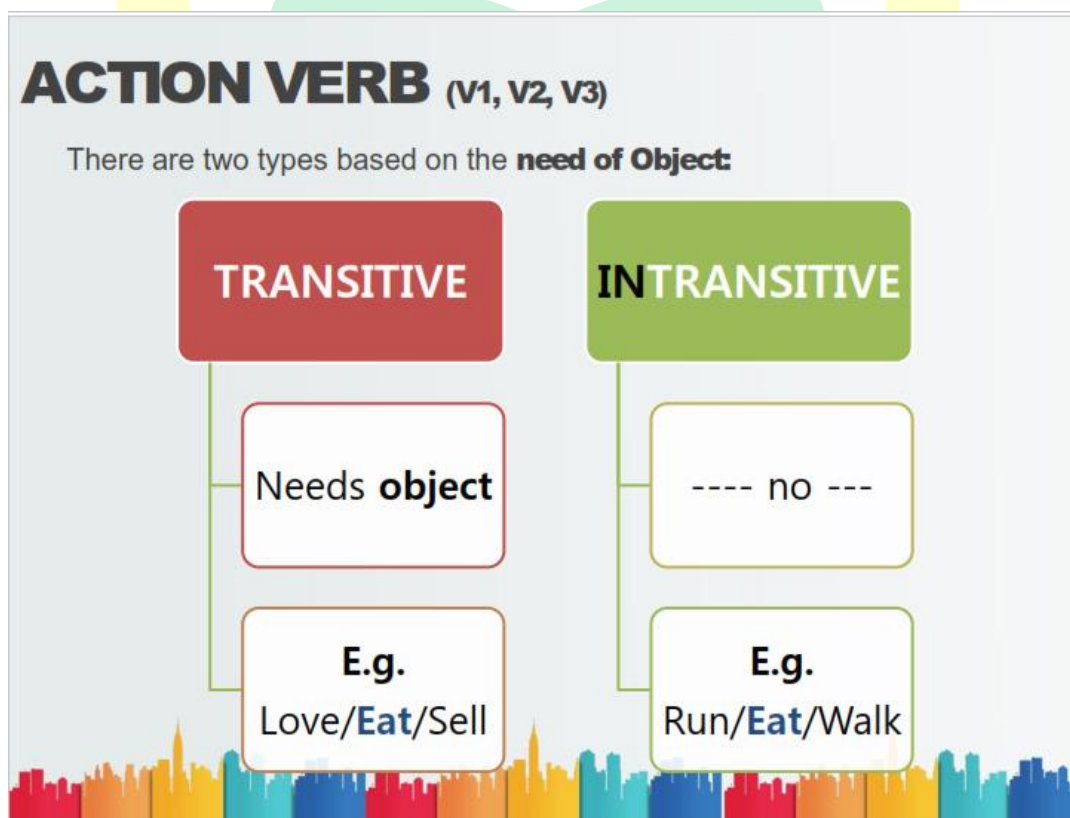 ACTION VERB (V1, V2, V3)
There are two types based on the need of Object:
TRANSITIVE
Needs object
E.g.
Love/Eat/Sell
INTRANSITIVE
---- no ---
E.g.
Run/Eat/Walk